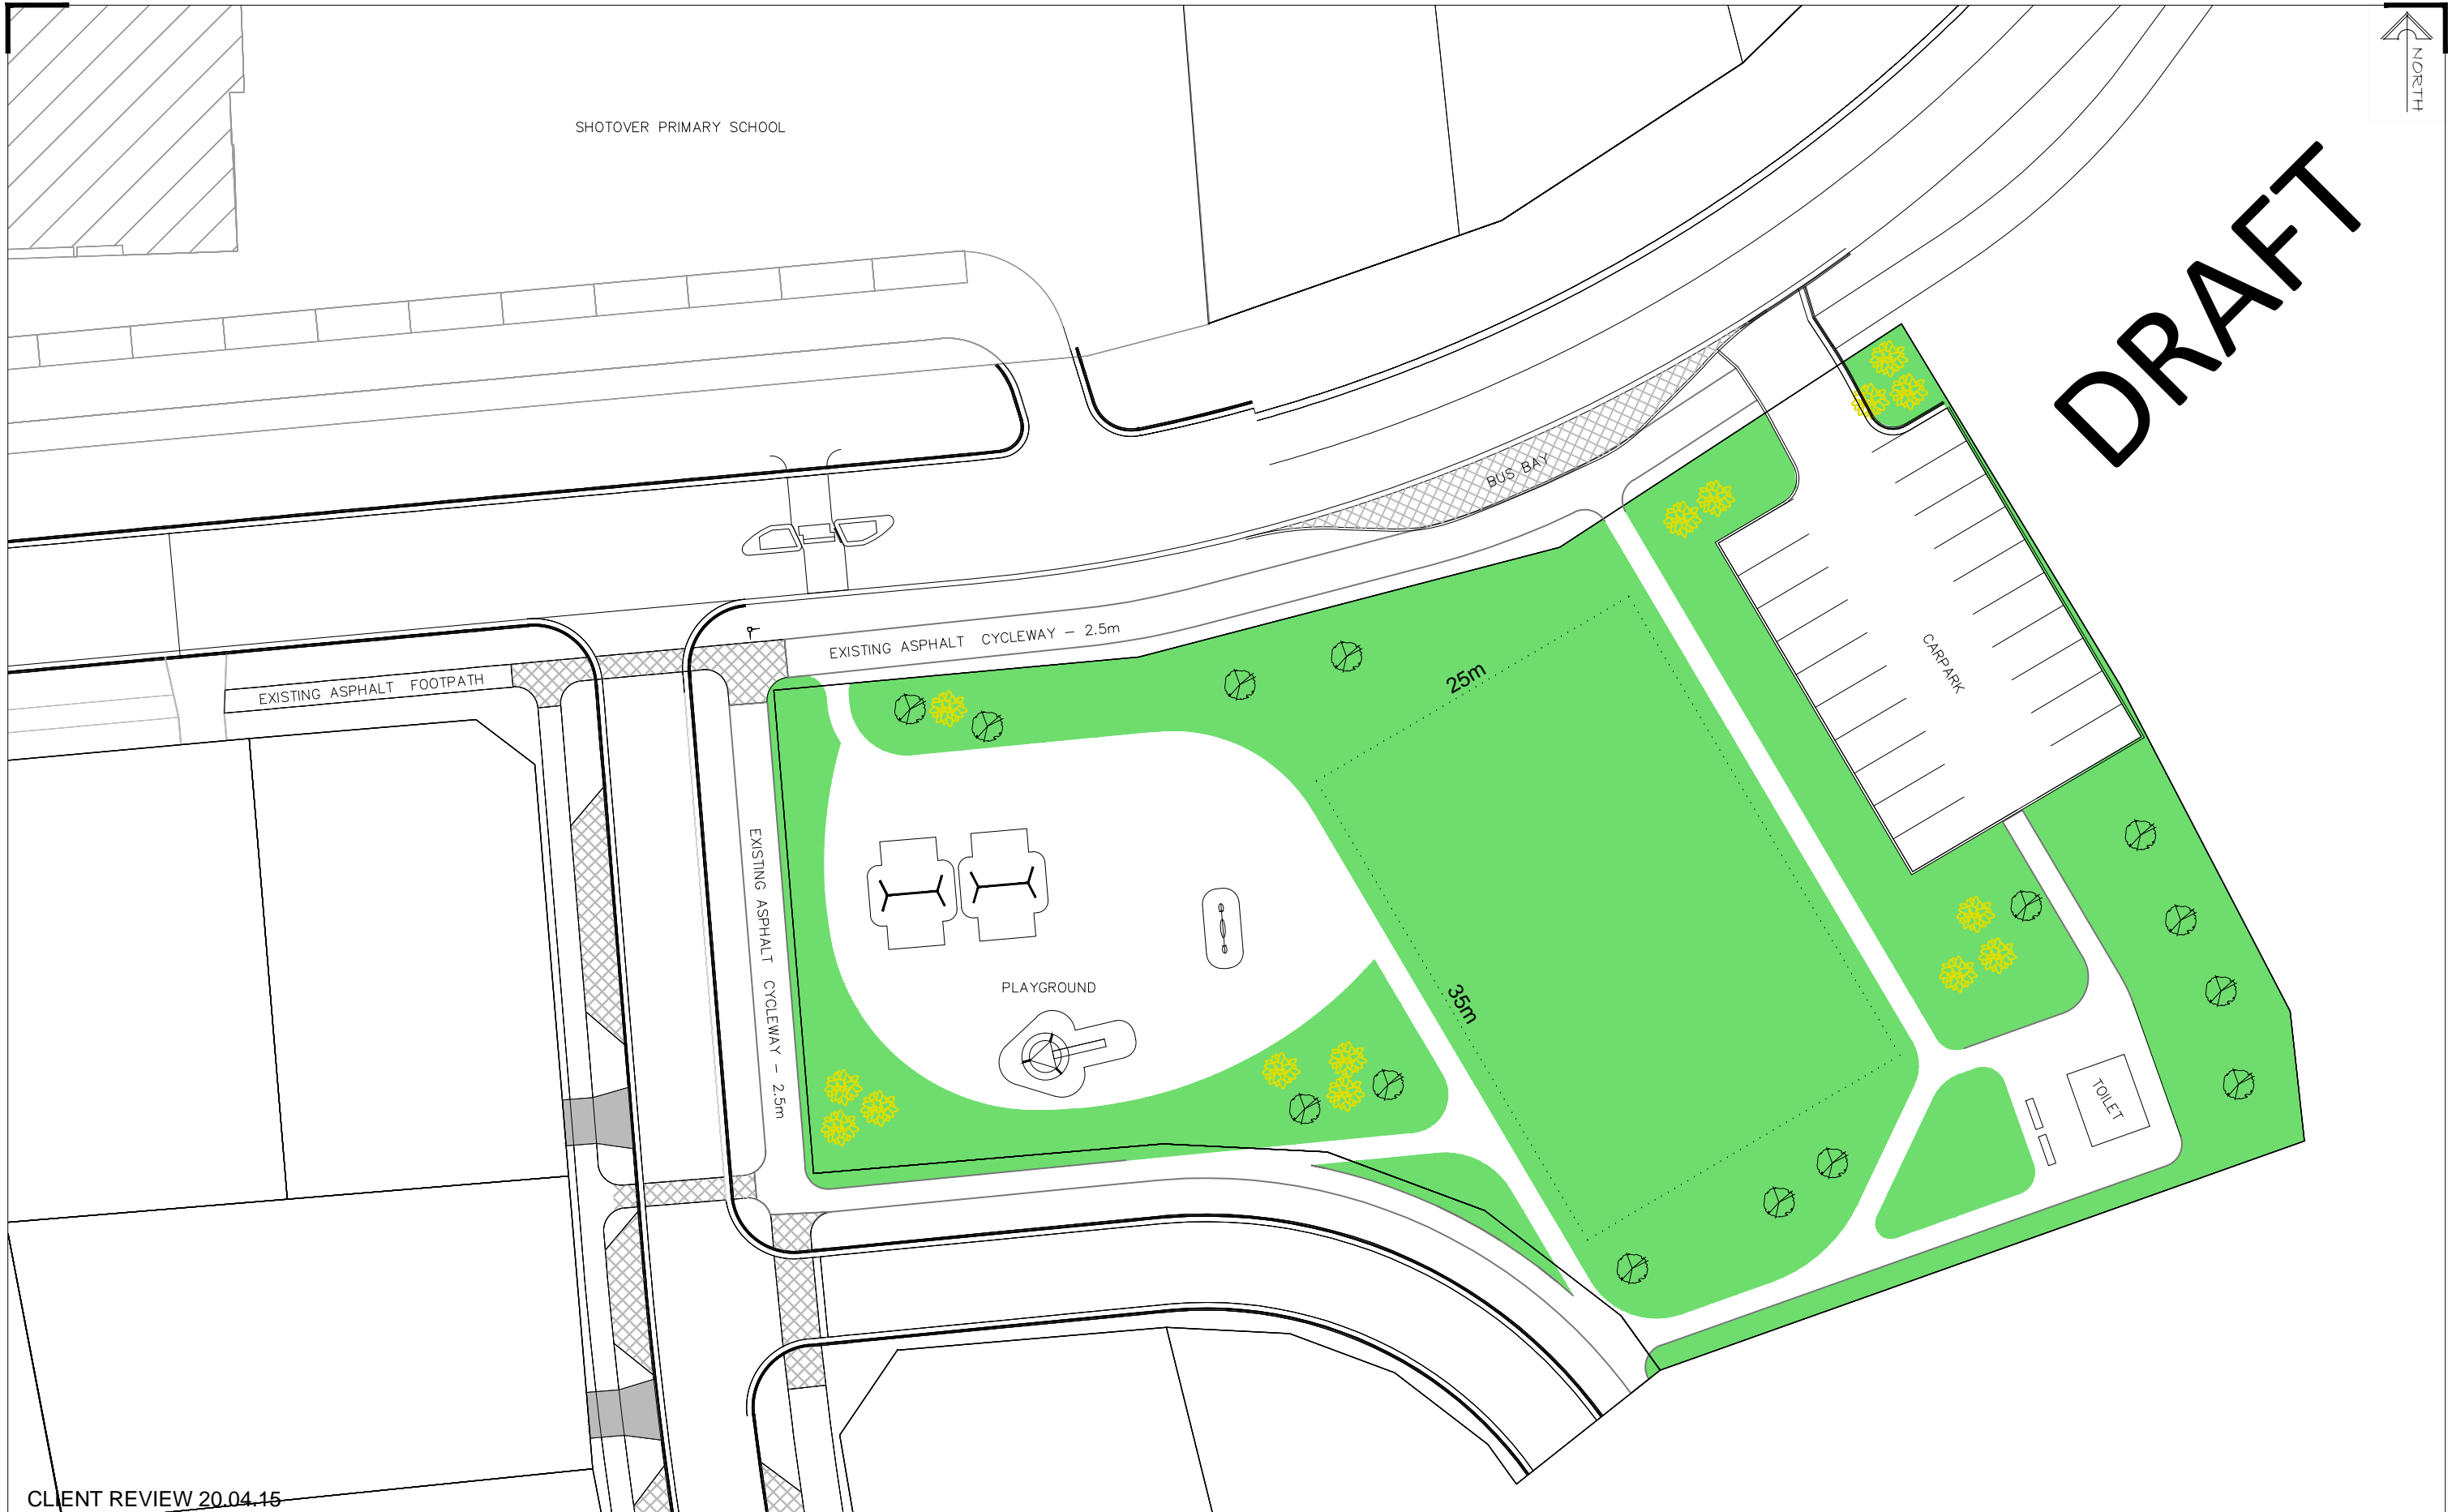 NORTH
SHOTOVER PRIMARY SCHOOL
DRAFT
BUS BAY
EXISTING ASPHALT CYCLEWAY - 2.5m
EXISTING ASPHALT FOOTPATH
25m
CARPARK
EXISTING ASPHALT CYCLEWAY - 2.5m
PLAYGROUND
35m
TOILET
CLIENT REVIEW 20.04.15